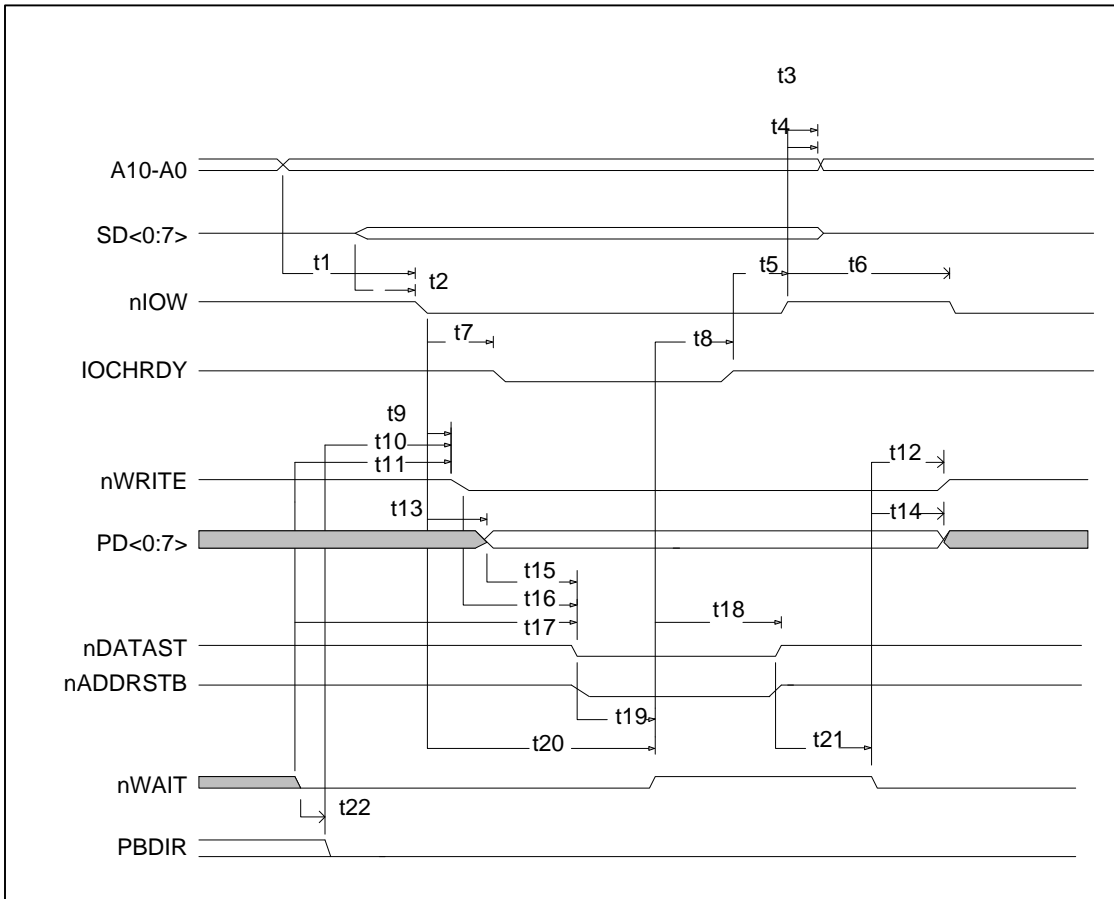 t3
t4
A10-A0
SD<0:7>
t1
t2
t5
t6
nIOW
t7
t8
IOCHRDY
t9
t10
t11
t12
nWRITE
t13
t14
PD<0:7>
t15
t16
t17
t18
nDATAST
nADDRSTB
t19
t20
t21
nWAIT
t22
PBDIR